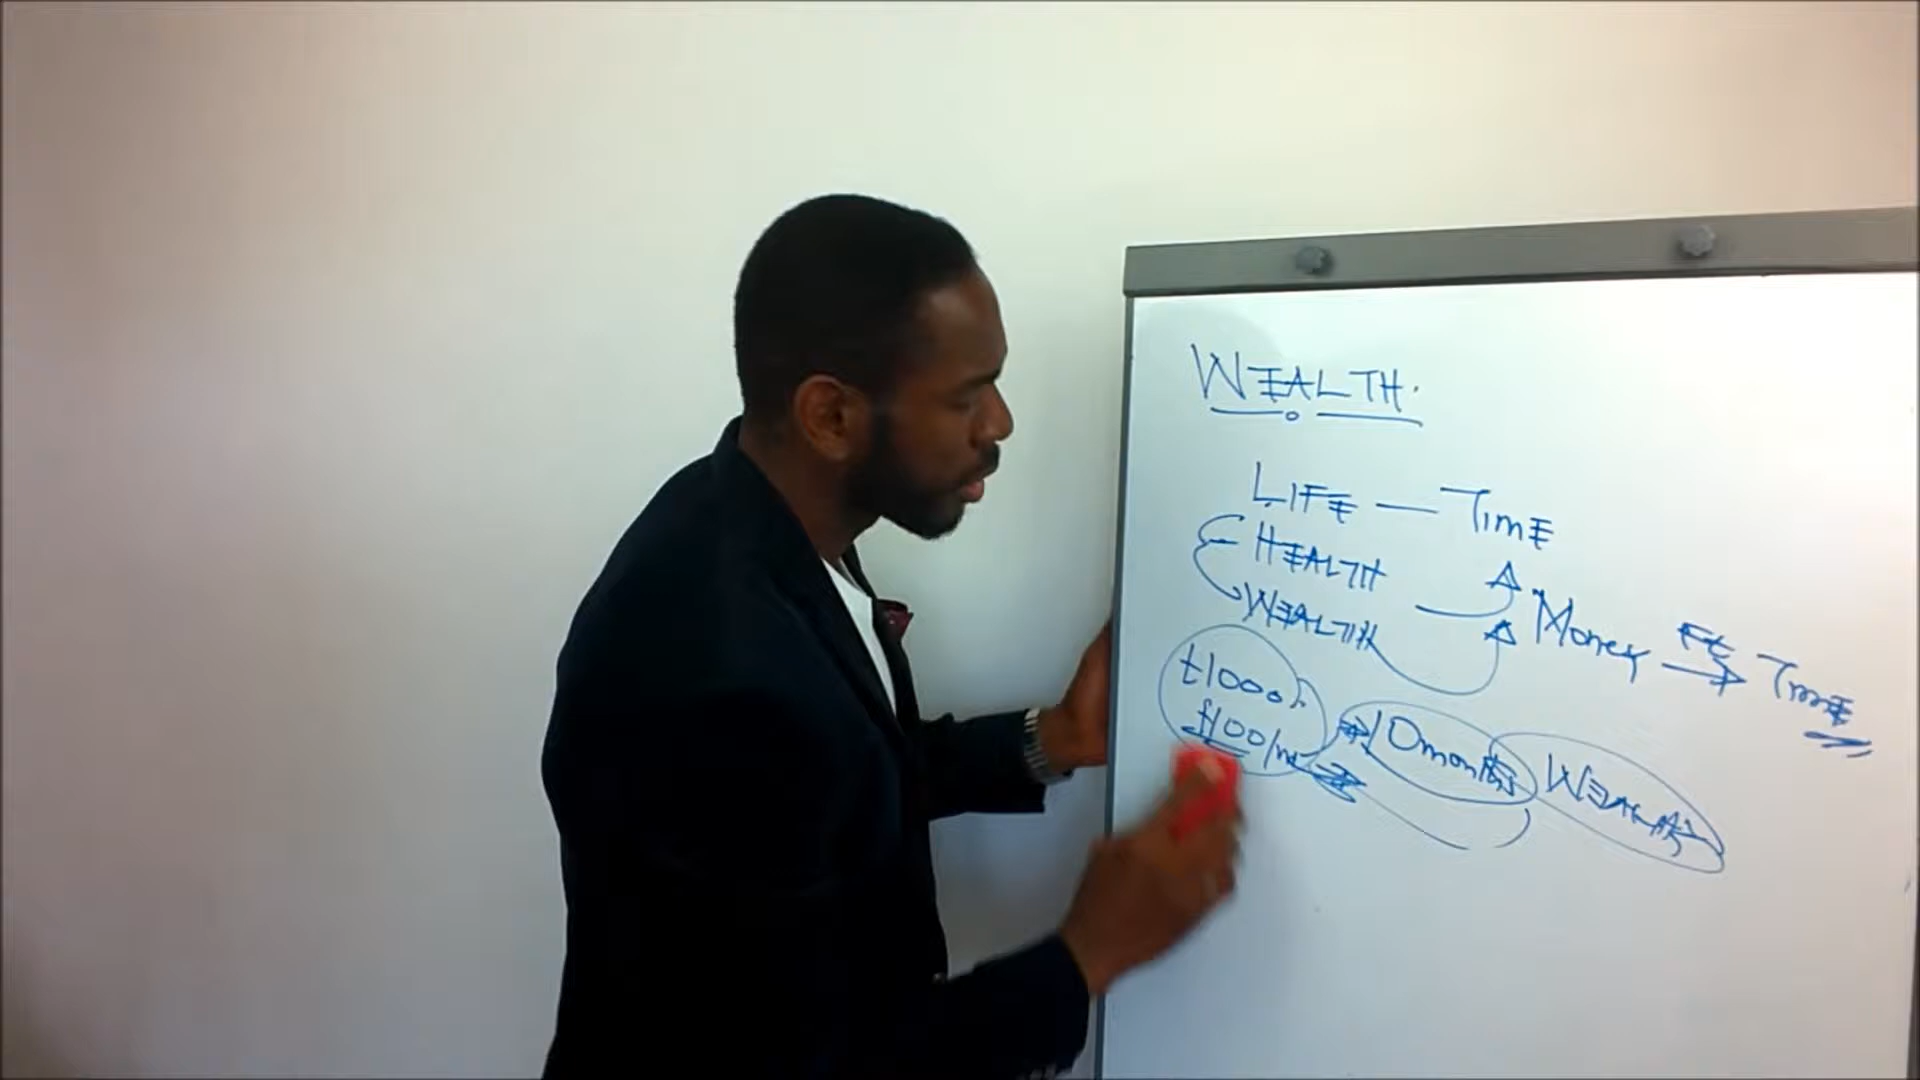 WEALTH.
LIFE — TIME
HEALTH
WEALTH
Money → TIME
£1000
£100/m → 10months WEALTH